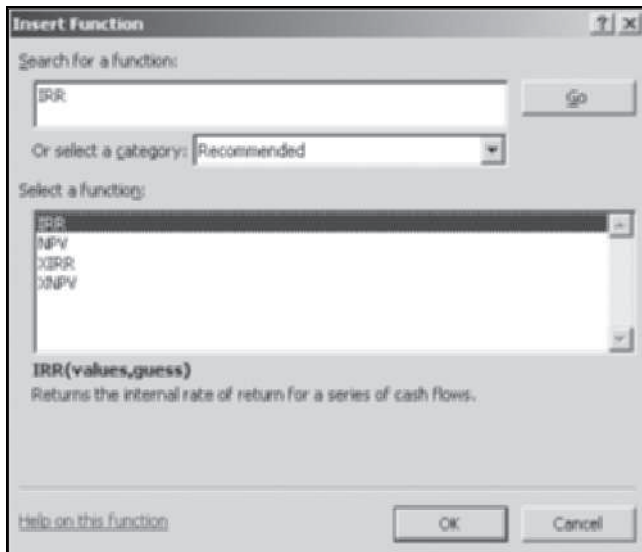 Insert Function
? X
Search for a function:
IRR
Go
Or select a category: Recommended
Select a function:
IRR
NPV
XIRR
XNPV
IRR(values,guess)
Returns the internal rate of return for a series of cash flows.
Help on this function
OK
Cancel